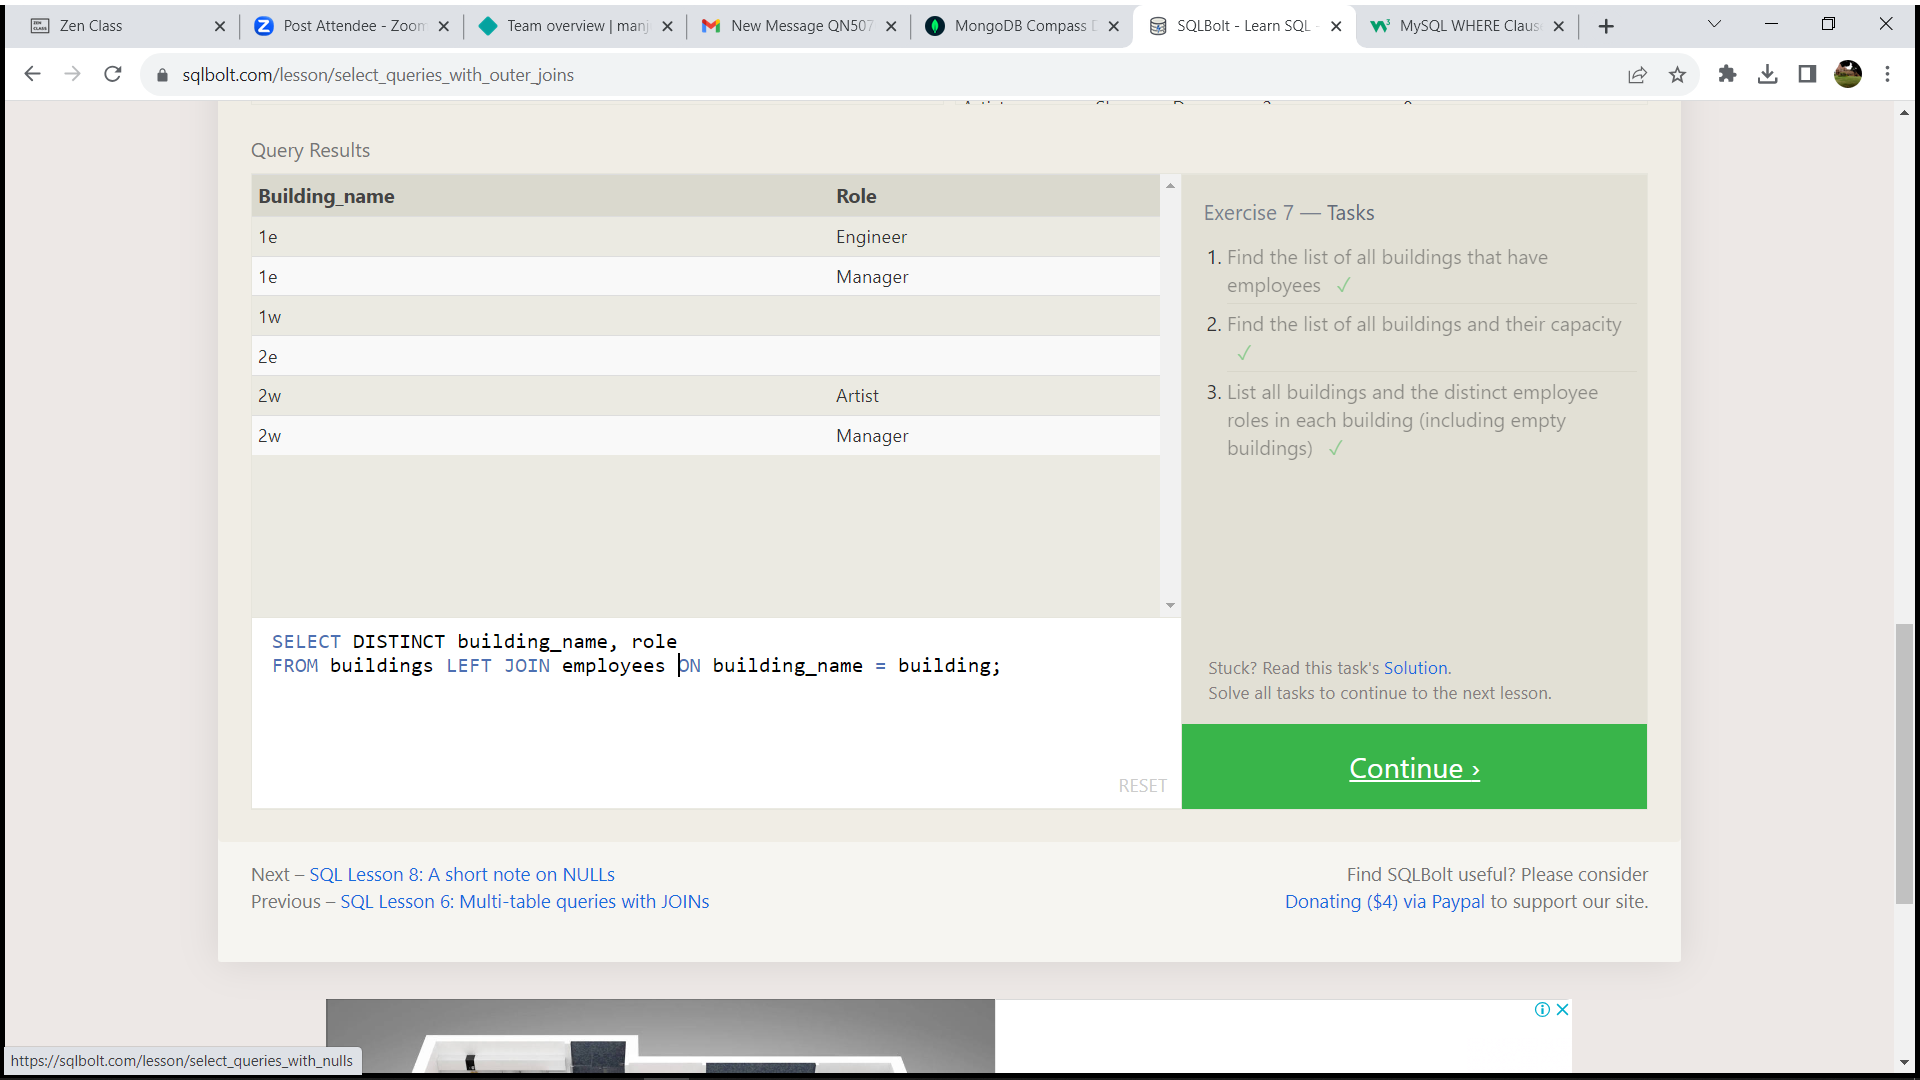 Zen Class
Post Attendee - Zoom
Team overview | manj
New Message QN507
MongoDB Compass D
SQLBolt - Learn SQL -
MySQL WHERE Claus
sqlbolt.com/lesson/select_queries_with_outer_joins
Query Results
Building_name Role
1e Engineer
1e Manager
1w
2e
2w Artist
2w Manager
Exercise 7 — Tasks
1. Find the list of all buildings that have
employees ✓
2. Find the list of all buildings and their capacity
✓
3. List all buildings and the distinct employee
roles in each building (including empty
buildings) ✓
SELECT DISTINCT building_name, role
FROM buildings LEFT JOIN employees ON building_name = building;
RESET
Stuck? Read this task's Solution.
Solve all tasks to continue to the next lesson.
Continue ›
Next – SQL Lesson 8: A short note on NULLs
Previous – SQL Lesson 6: Multi-table queries with JOINs
Find SQLBolt useful? Please consider
Donating ($4) via Paypal to support our site.
https://sqlbolt.com/lesson/select_queries_with_nulls